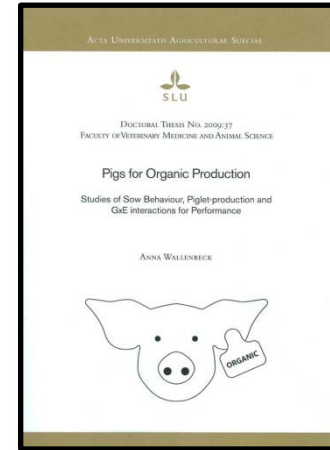 ACTA UNIVERSITATIS AGRICULTURAE SUECIAE
SLU
DOCTORAL THESIS NO. 2009:37
FACULTY OF VETERINARY MEDICINE AND ANIMAL SCIENCE
Pigs for Organic Production
Studies of Sow Behaviour, Piglet-production and
GxE interactions for Performance
ANNA WALLENBECK
ORGANIC